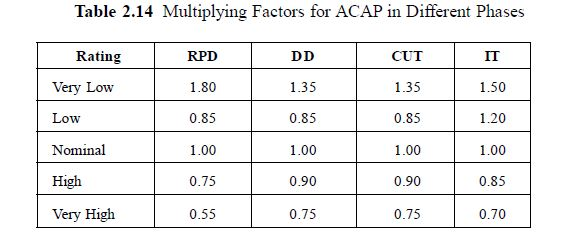 Table 2.14 Multiplying Factors for ACAP in Different Phases
Rating RPD DD CUT IT
Very Low 1.80 1.35 1.35 1.50
Low 0.85 0.85 0.85 1.20
Nominal 1.00 1.00 1.00 1.00
High 0.75 0.90 0.90 0.85
Very High 0.55 0.75 0.75 0.70